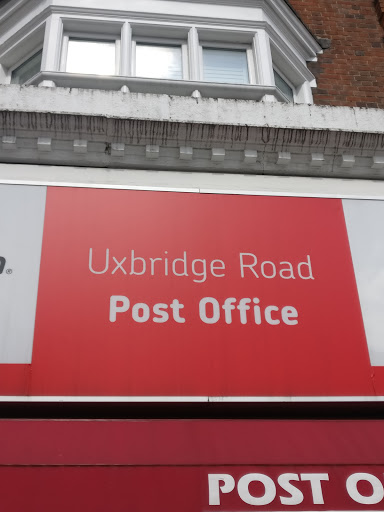 Uxbridge Road
Post Office
POST O